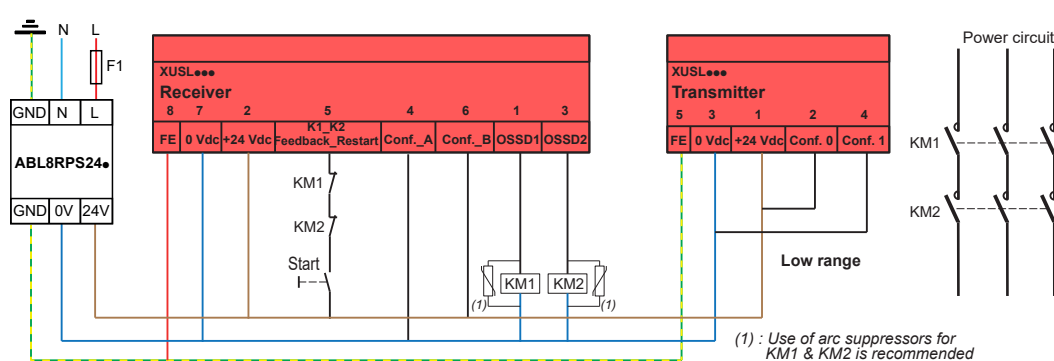 N
L
F1
GND
N
L
ABL8RPS24●
GND
0V
24V
XUSL●●●
Receiver
8
7
2
5
4
6
1
3
FE
0 Vdc
+24 Vdc
K1_K2
Feedback_Restart
Conf._A
Conf._B
OSSD1
OSSD2
KM1
KM2
Start
KM1
KM2
(1)
(1)
XUSL●●●
Transmitter
5
3
1
2
4
FE
0 Vdc
+24 Vdc
Conf. 0
Conf. 1
Low range
Power circuit
KM1
KM2
(1) : Use of arc suppressors for
KM1 & KM2 is recommended